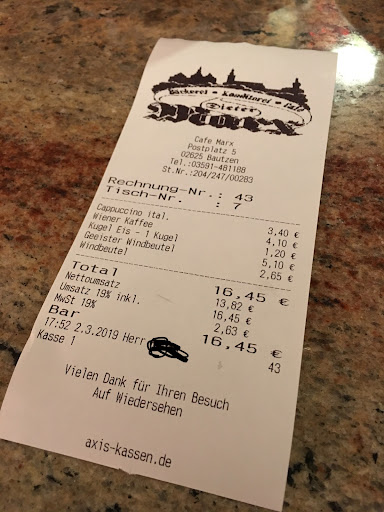 Bäckerei • Konditorei • Café
Dieter
Marx
Cafe Marx
Postplatz 5
02625 Bautzen
Tel.:03591-481188
St.Nr.:204/247/00283
Rechnung-Nr.: 43
Tisch-Nr. : 7
Cappuccino ital. 3,40 €
Wiener Kaffee 4,10 €
Kugel Eis - 1 Kugel 1,20 €
Geeister Windbeutel 5,10 €
Windbeutel 2,65 €
Total 16,45 €
Nettoumsatz 13,82 €
Umsatz 19% inkl. 16,45 €
MwSt 19% 2,63 €
Bar 16,45 €
17:52 2.3.2019 Herr 43
Kasse 1
Vielen Dank für Ihren Besuch
Auf Wiedersehen
axis-kassen.de